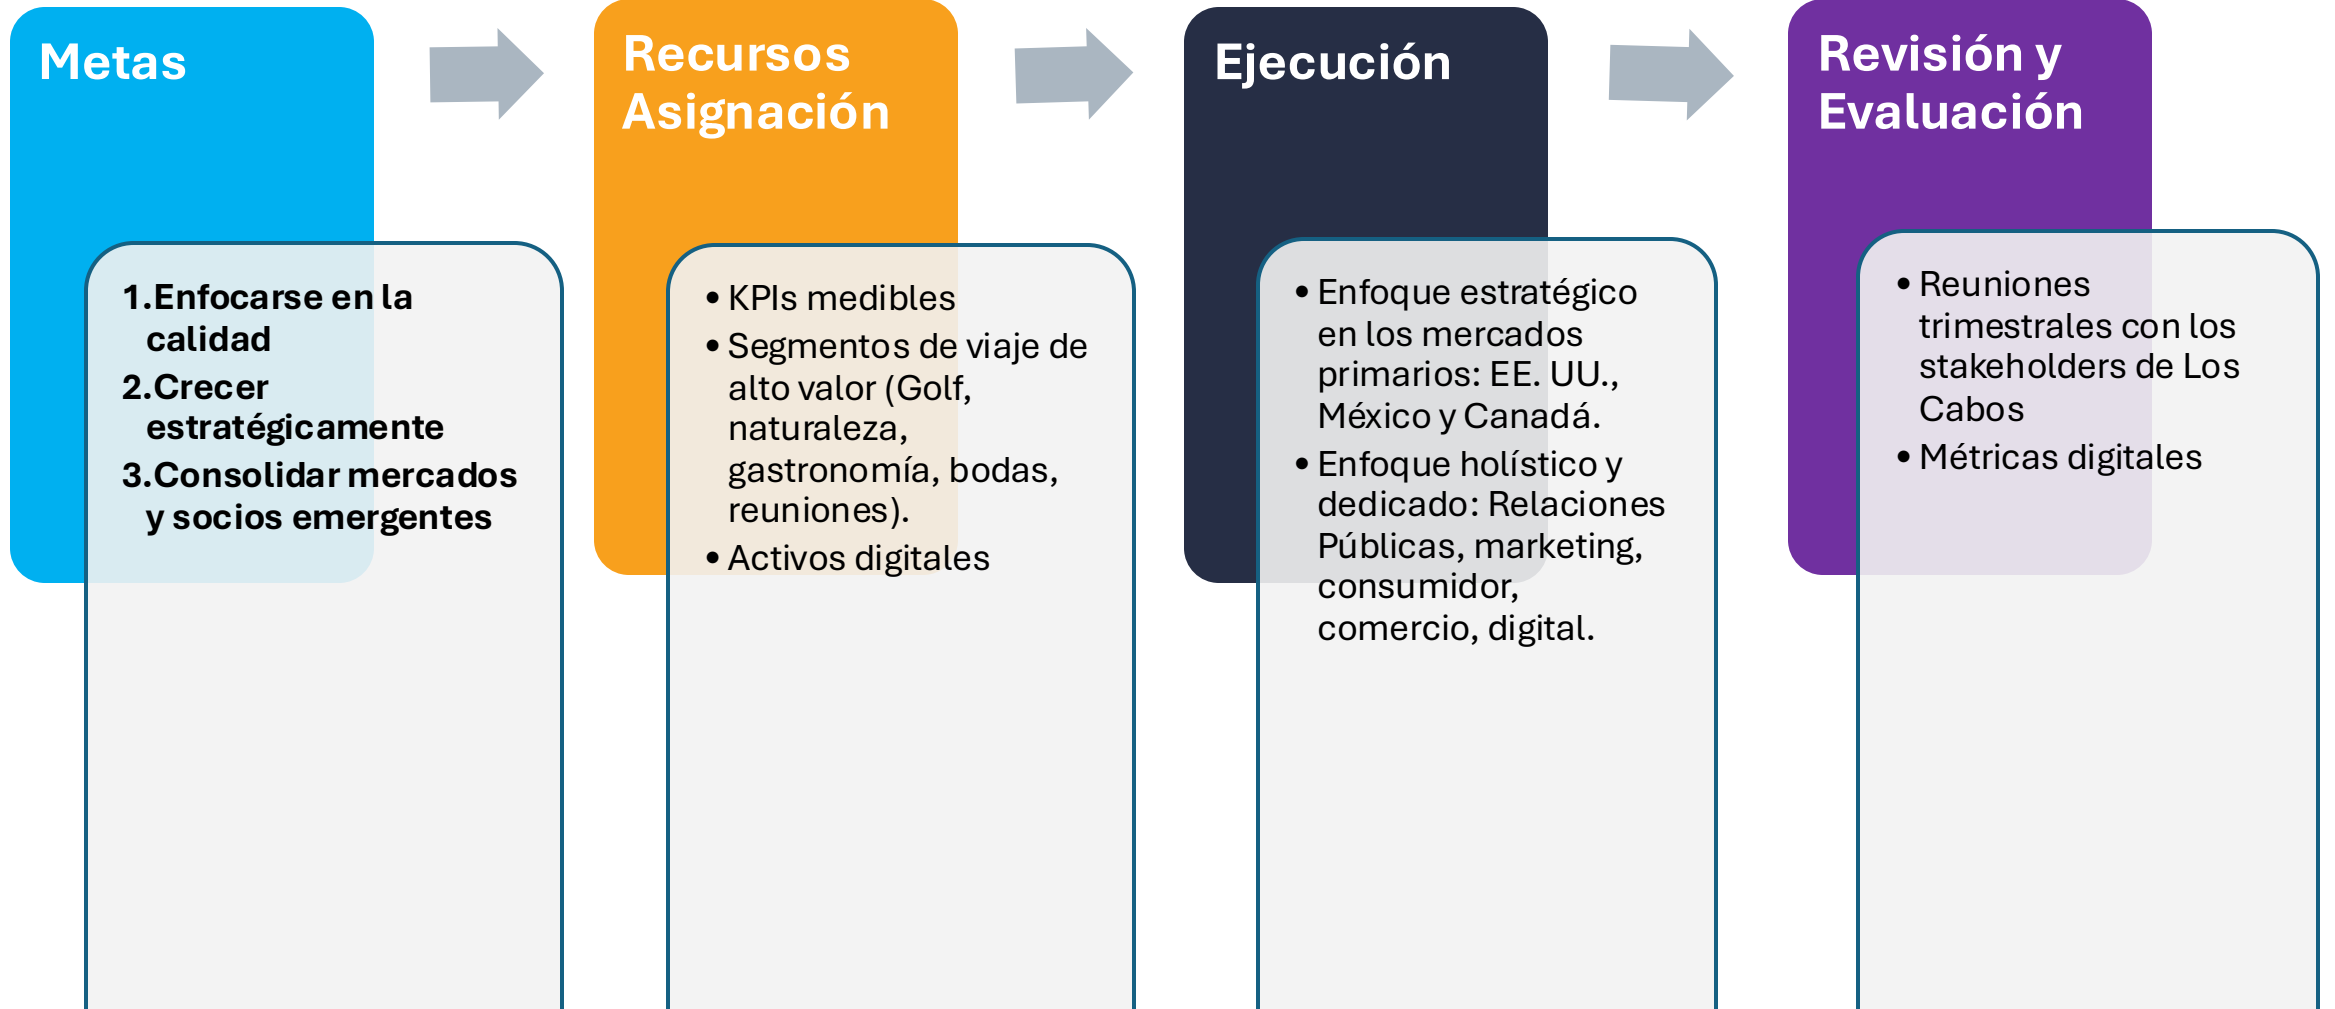 Metas
1.Enfocarse en la
calidad
2.Crecer
estratégicamente
3.Consolidar mercados
y socios emergentes
Recursos
Asignación
• KPIs medibles
• Segmentos de viaje de
alto valor (Golf,
naturaleza,
gastronomía, bodas,
reuniones).
• Activos digitales
Ejecución
• Enfoque estratégico
en los mercados
primarios: EE. UU.,
México y Canadá.
• Enfoque holístico y
dedicado: Relaciones
Públicas, marketing,
consumidor,
comercio, digital.
Revisión y
Evaluación
• Reuniones
trimestrales con los
stakeholders de Los
Cabos
• Métricas digitales